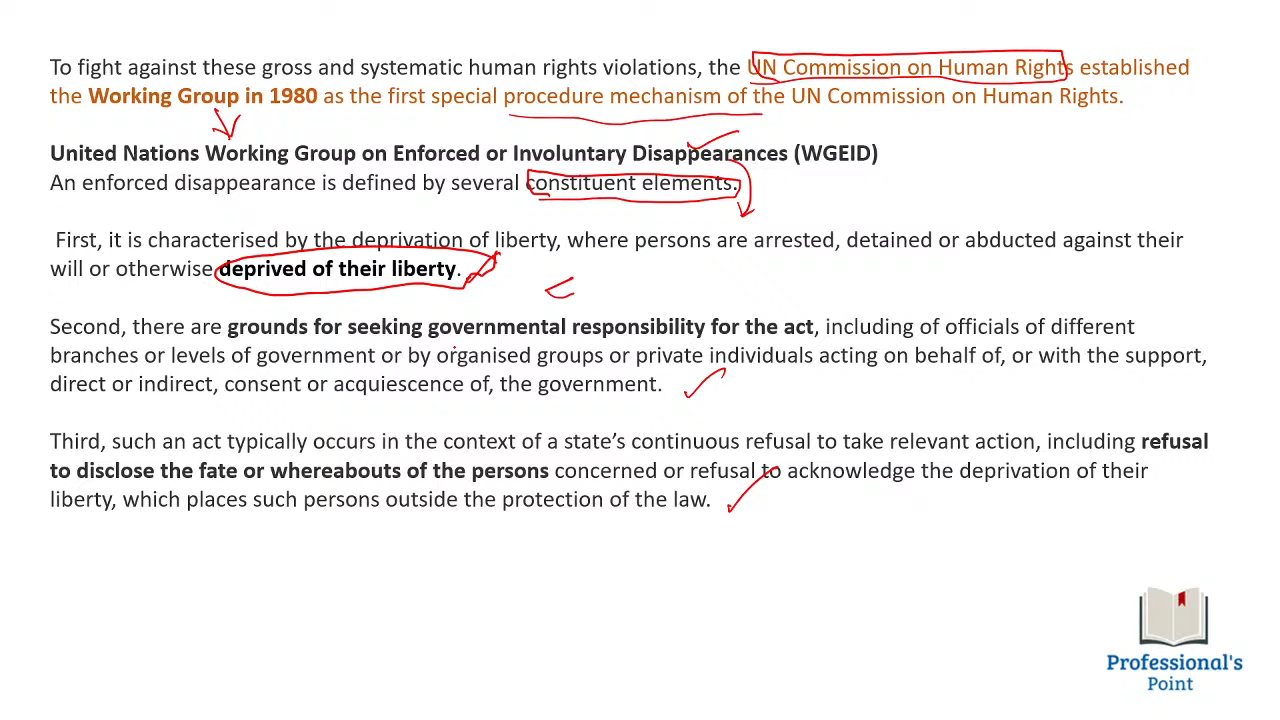 To fight against these gross and systematic human rights violations, the UN Commission on Human Rights established
the Working Group in 1980 as the first special procedure mechanism of the UN Commission on Human Rights.
United Nations Working Group on Enforced or Involuntary Disappearances (WGEID)
An enforced disappearance is defined by several constituent elements.
First, it is characterised by the deprivation of liberty, where persons are arrested, detained or abducted against their
will or otherwise deprived of their liberty.
Second, there are grounds for seeking governmental responsibility for the act, including of officials of different
branches or levels of government or by organised groups or private individuals acting on behalf of, or with the support,
direct or indirect, consent or acquiescence of, the government.
Third, such an act typically occurs in the context of a state’s continuous refusal to take relevant action, including refusal
to disclose the fate or whereabouts of the persons concerned or refusal to acknowledge the deprivation of their
liberty, which places such persons outside the protection of the law.
Professional's
Point